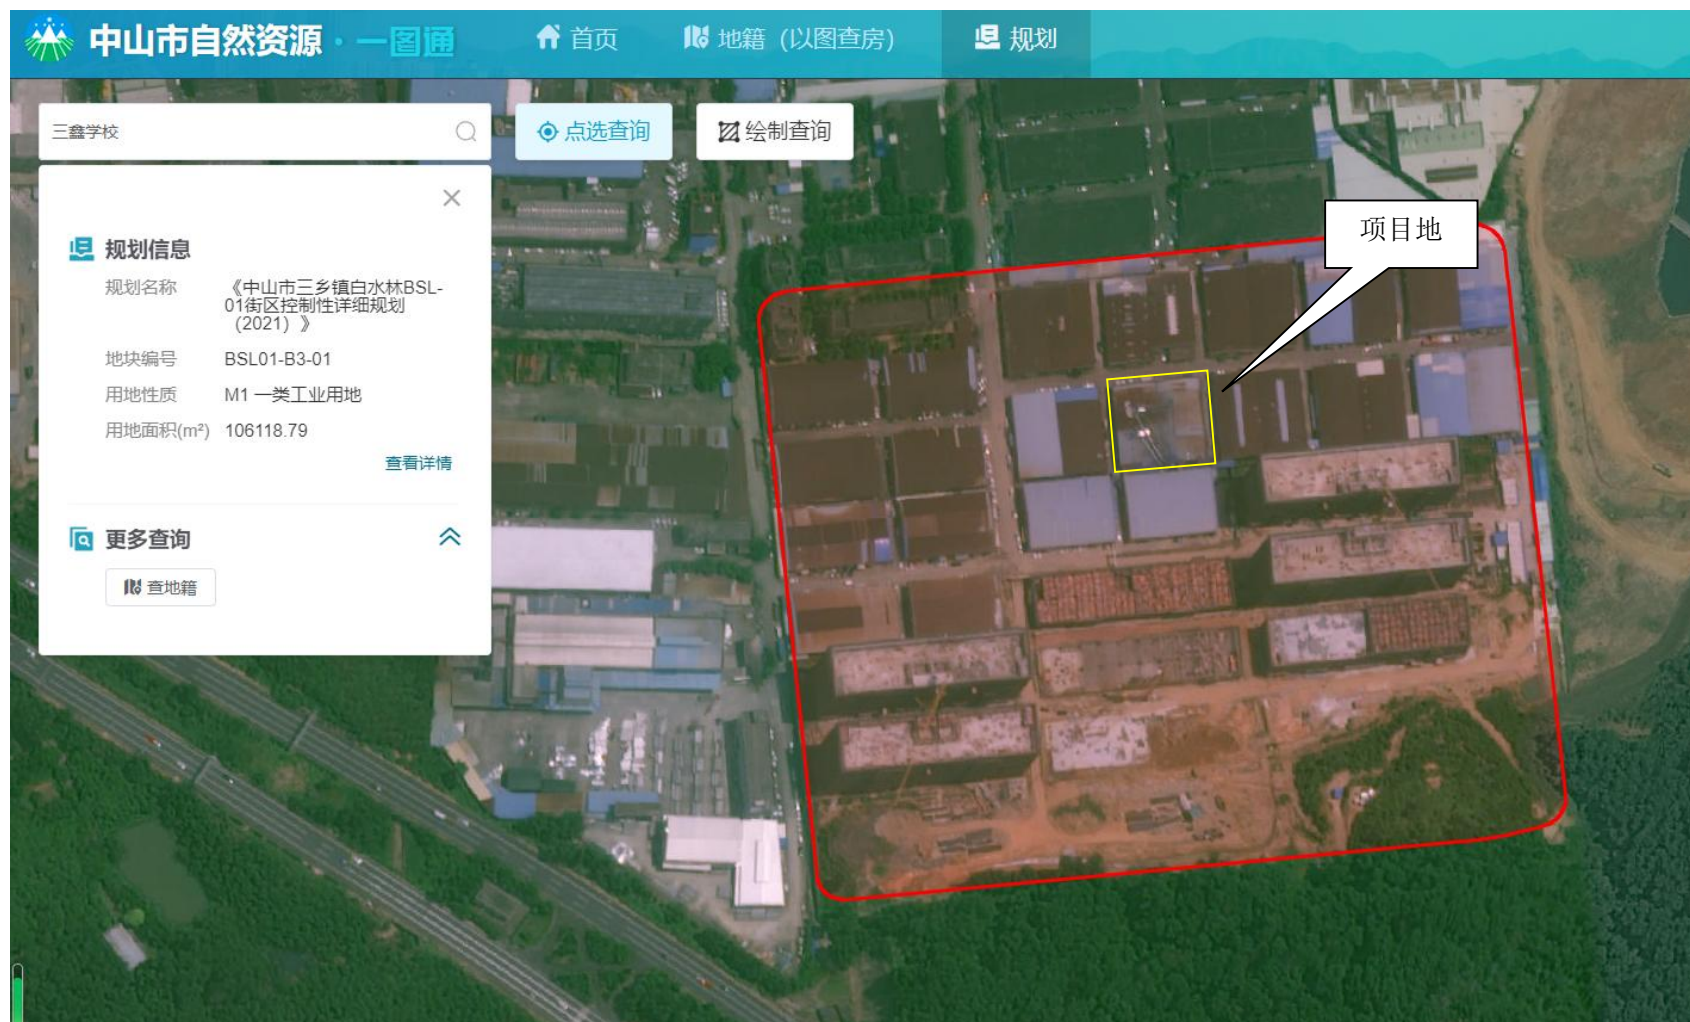 中山市自然资源·一图通
首页
地籍（以图查房）
规划
三鑫学校
点选查询
绘制查询
项目地
规划信息
规划名称
《中山市三乡镇白水林BSL-
01街区控制性详细规划
（2021）》
地块编号 BSL01-B3-01
用地性质 M1 一类工业用地
用地面积(m²) 106118.79
查看详情
更多查询
查地籍